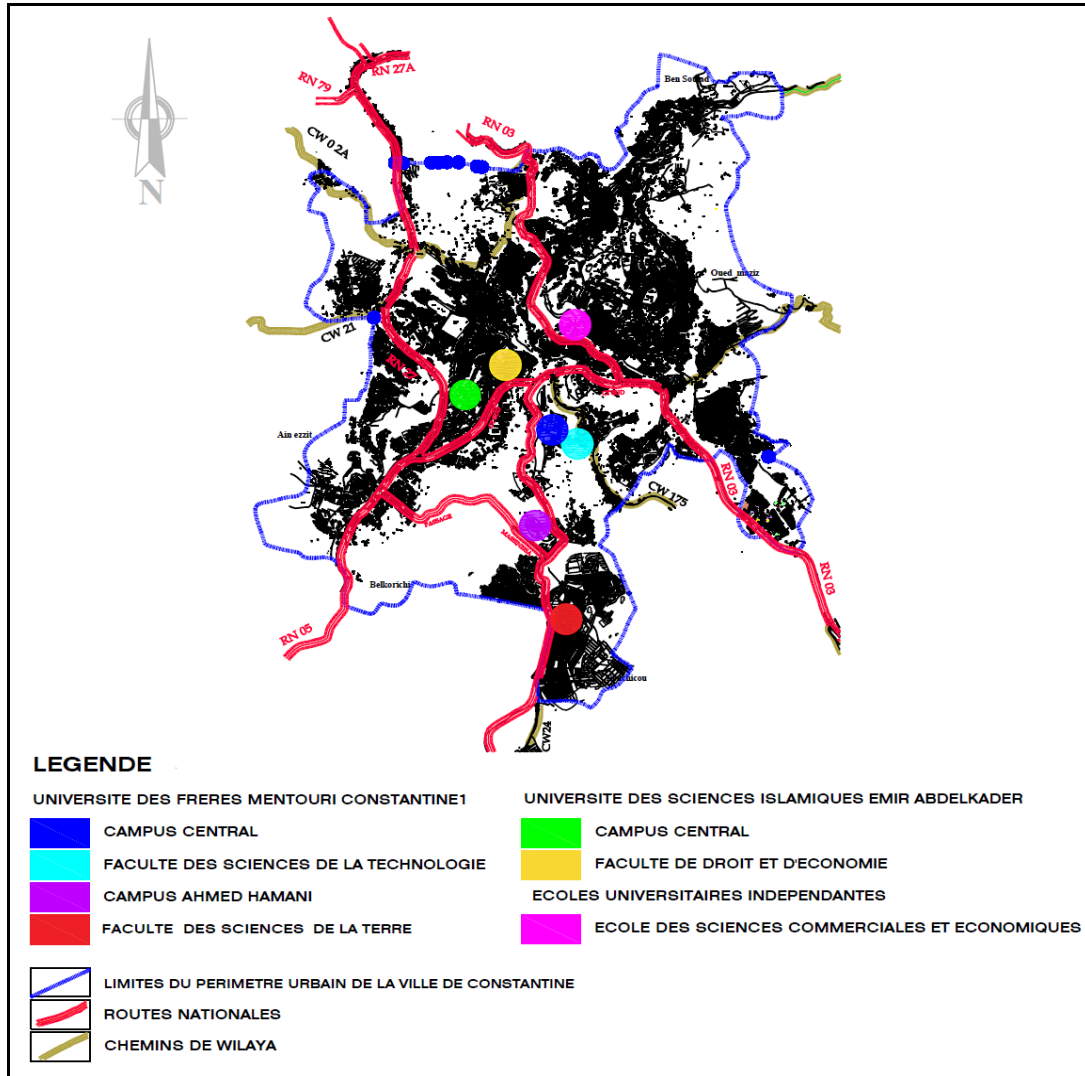 RN 27A
RN 79
Ben
RN 03
CW 0 2A
N
Oued_maziz
CW 21
RN 27
Ain ezzit
RN 03
CW 175
PASSAGE
Belkorichi
RN 03
RN 05
CW24
LEGENDE
UNIVERSITE DES FRERES MENTOURI CONSTANTINE1
UNIVERSITE DES SCIENCES ISLAMIQUES EMIR ABDELKADER
CAMPUS CENTRAL
CAMPUS CENTRAL
FACULTE DES SCIENCES DE LA TECHNOLOGIE
FACULTE DE DROIT ET D'ECONOMIE
CAMPUS AHMED HAMANI
ECOLES UNIVERSITAIRES INDEPENDANTES
FACULTE DES SCIENCES DE LA TERRE
ECOLE DES SCIENCES COMMERCIALES ET ECONOMIQUES
LIMITES DU PERIMETRE URBAIN DE LA VILLE DE CONSTANTINE
ROUTES NATIONALES
CHEMINS DE WILAYA